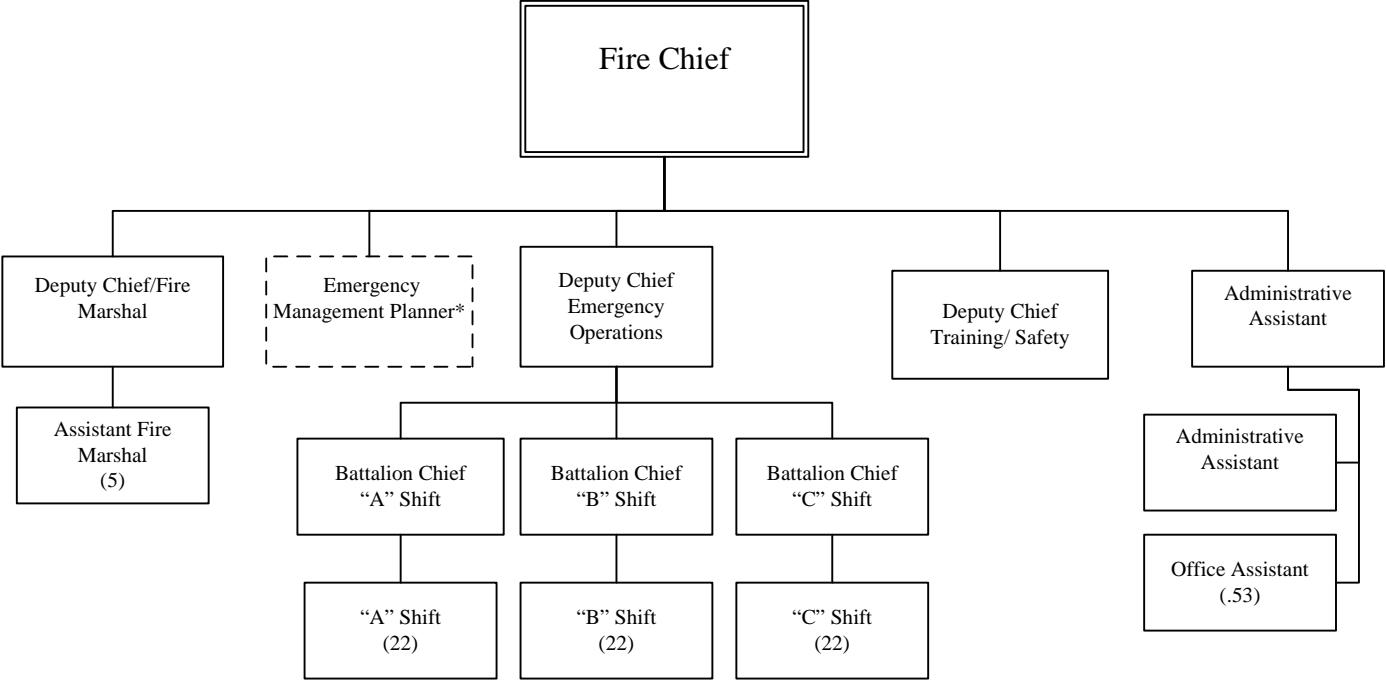 Fire Chief
Deputy Chief/Fire
Marshal
Emergency
Management Planner*
Deputy Chief
Emergency
Operations
Deputy Chief
Training/ Safety
Administrative
Assistant
Assistant Fire
Marshal
(5)
Battalion Chief
“A” Shift
Battalion Chief
“B” Shift
Battalion Chief
“C” Shift
Administrative
Assistant
“A” Shift
(22)
“B” Shift
(22)
“C” Shift
(22)
Office Assistant
(.53)